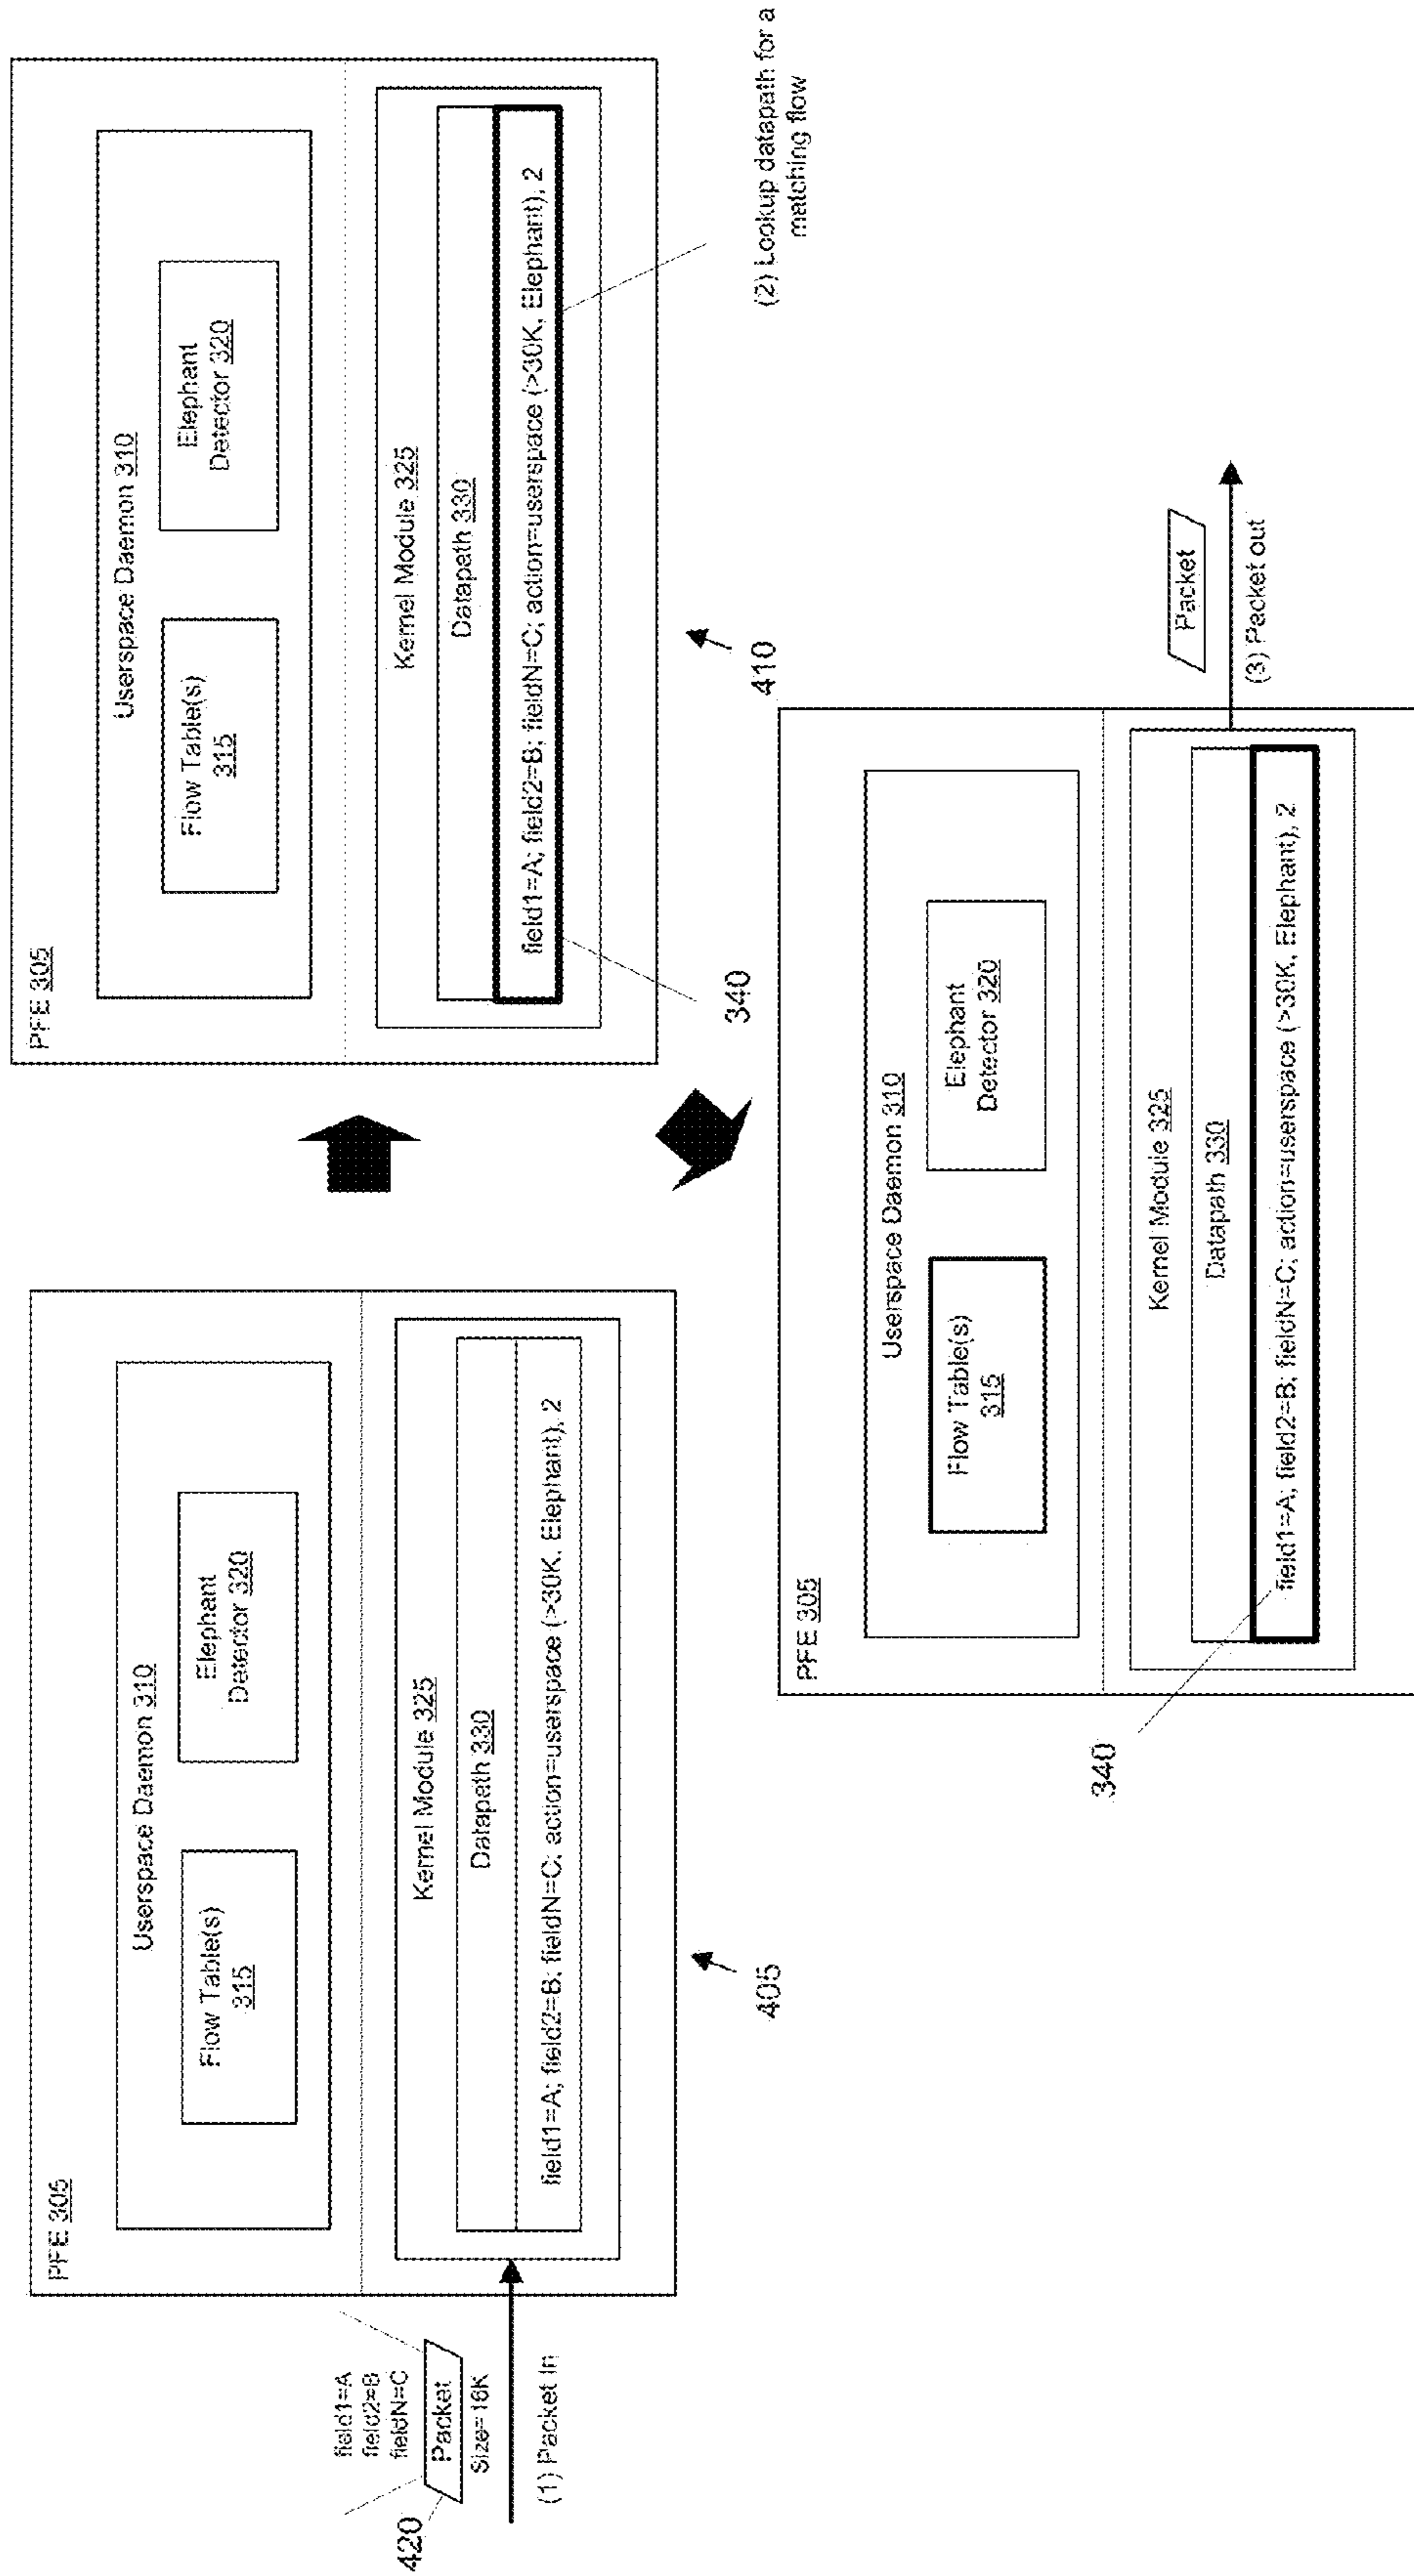 field1=A
field2=B
fieldN=C
420
Packet
Size=16K
(1) Packet In
PFE 305
Userspace Daemon 310
Flow Table(s)
315
Elephant
Detector 320
Kernel Module 325
Datapath 330
field1=A; field2=B; fieldN=C; action=userspace (>30K, Elephant), 2
405
PFE 305
Userspace Daemon 310
Flow Table(s)
315
Elephant
Detector 320
Kernel Module 325
Datapath 330
field1=A; field2=B; fieldN=C; action=userspace (>30K, Elephant), 2
340
410
(2) Lookup datapath for a
matching flow
PFE 305
Userspace Daemon 310
Flow Table(s)
315
Elephant
Detector 320
Kernel Module 325
Datapath 330
field1=A; field2=B; fieldN=C; action=userspace (>30K, Elephant), 2
340
Packet
(3) Packet out